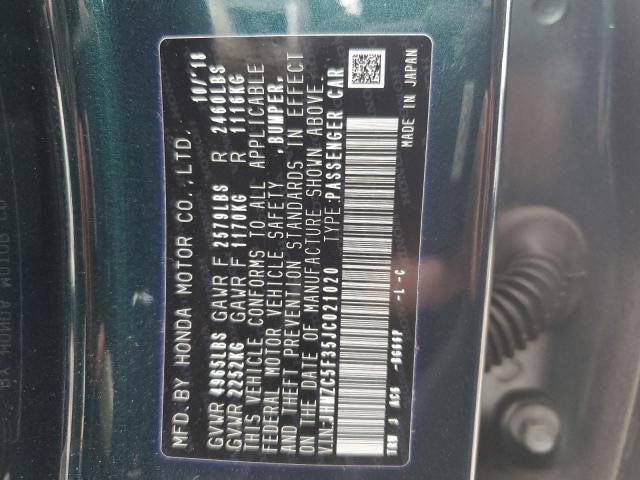 MFD.BY HONDA MOTOR CO.,LTD. 10/'18
GVWR 4965LBS GAWR F 2579LBS R 2460LBS
GVWR 2252KG GAWR F 1170KG R 1116KG
THIS VEHICLE CONFORMS TO ALL APPLICABLE
FEDERAL MOTOR VEHICLE SAFETY ,BUMPER,
AND THEFT PREVENTION STANDARDS IN EFFECT
ON THE DATE OF MANUFACTURE SHOWN ABOVE.
V.I.N.:JHMZC5F35JC021020 TYPE:PASSENGER CAR
MADE IN JAPAN
-BG66P -L -C